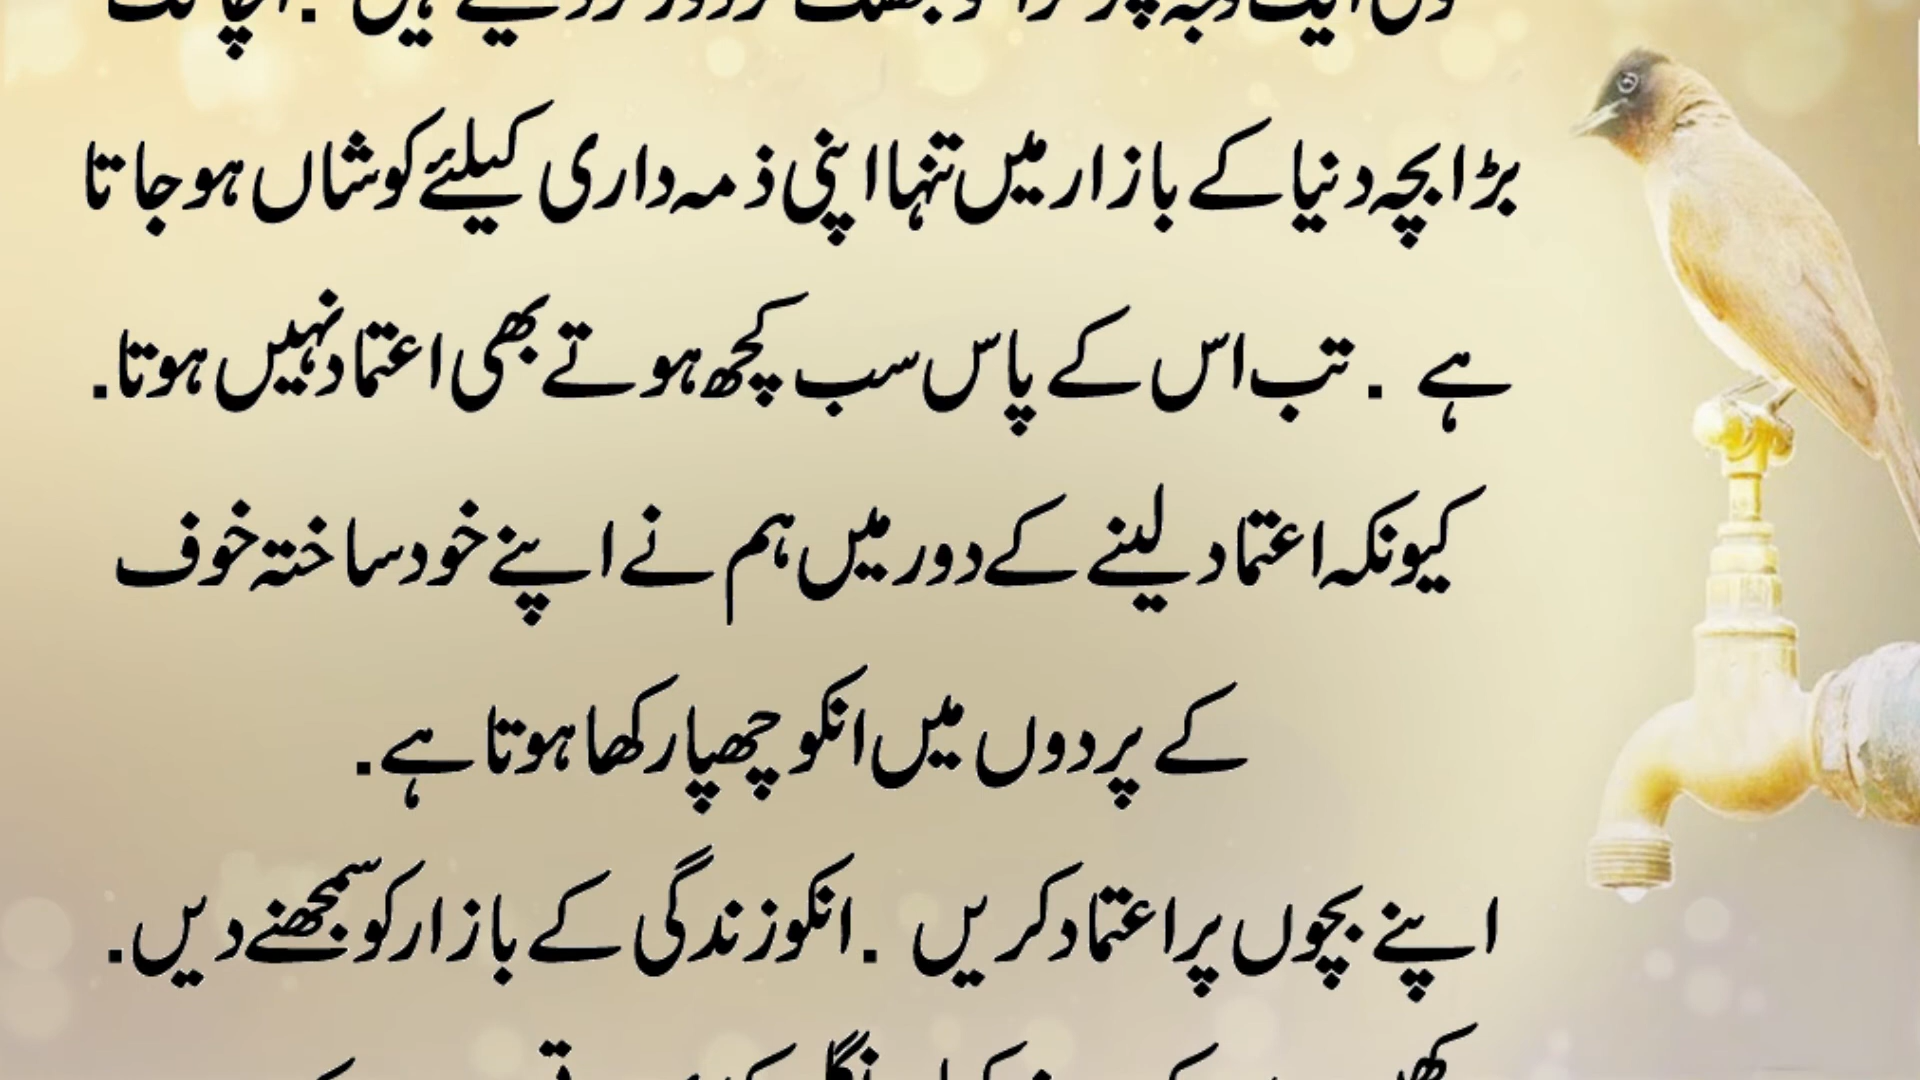 بڑا بچہ دنیا کے بازار میں تنہا اپنی ذمہ داری کیلئے کوشاں ہو جاتا
ہے . تب اس کے پاس سب کچھ ہوتے بھی اعتماد نہیں ہوتا.
کیونکہ اعتماد لینے کے دور میں ہم نے اپنے خود ساختہ خوف
کے پردوں میں انکو چھپا رکھا ہوتا ہے.
اپنے بچوں پر اعتماد کریں . انکو زندگی کے بازار کو سمجھنے دیں.